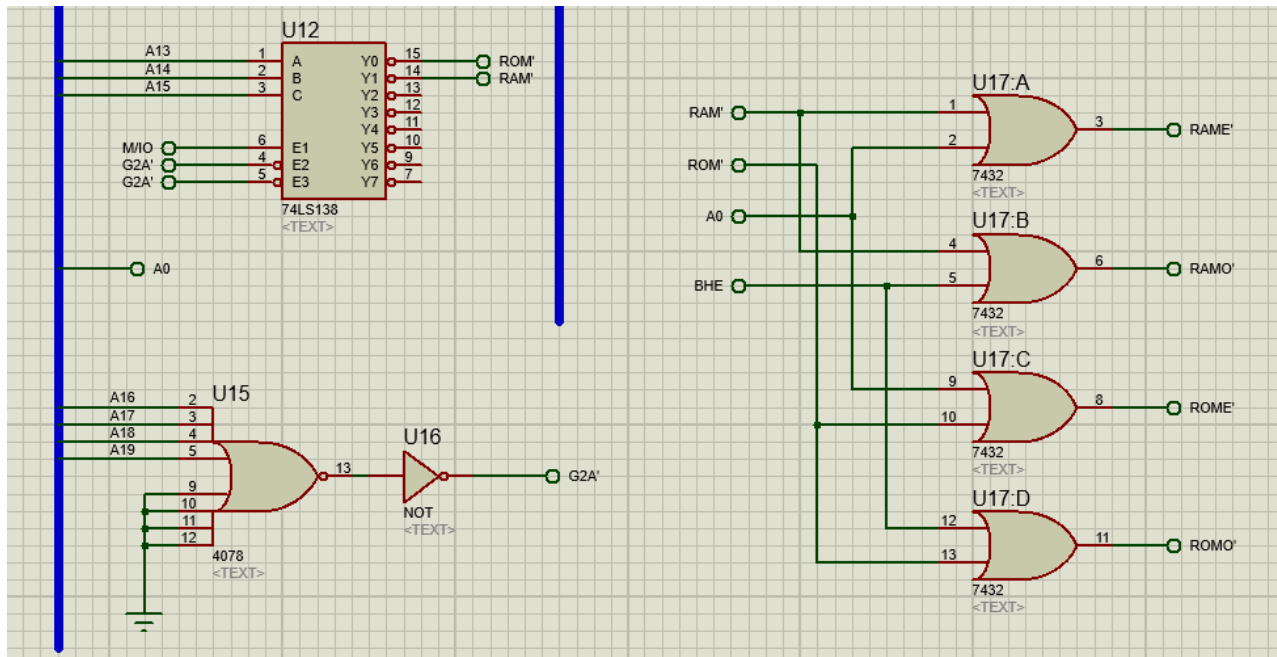 U12
A13 1 A Y0 15 ROM'
A14 2 B Y1 14 RAM'
A15 3 C Y2 13
Y3 12
Y4 11
M/IO 6 E1 Y5 10
G2A' 4 E2 Y6 9
G2A' 5 E3 Y7 7
74LS138
<TEXT>
A0
U15
A16 2
A17 3
A18 4
A19 5
9
10
11
12
13
4078
<TEXT>
U16
NOT
<TEXT>
G2A'
RAM'
ROM'
A0
BHE
U17:A
1
2
3
RAME'
7432
<TEXT>
U17:B
4
5
6
RAMO'
7432
<TEXT>
U17:C
9
10
8
ROME'
7432
<TEXT>
U17:D
12
13
11
ROMO'
7432
<TEXT>